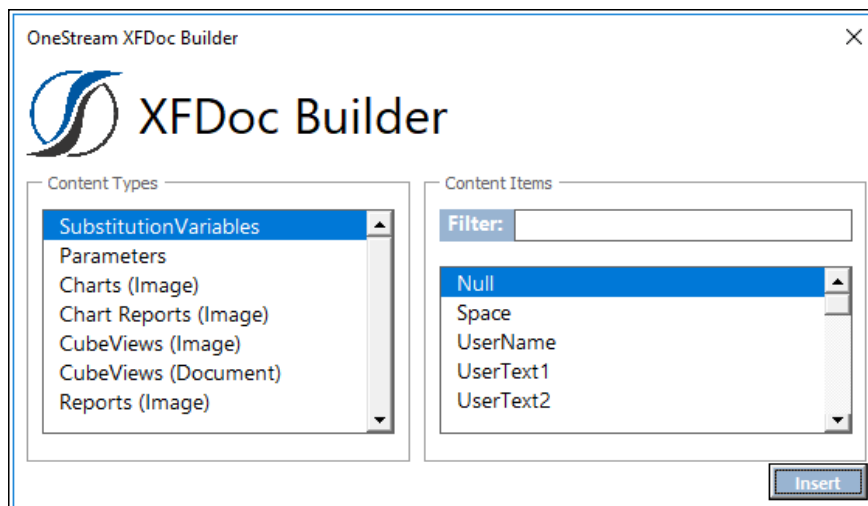 OneStream XFDoc Builder
XFDoc Builder
Content Types
SubstitutionVariables
Parameters
Charts (Image)
Chart Reports (Image)
CubeViews (Image)
CubeViews (Document)
Reports (Image)
Content Items
Filter:
Null
Space
UserName
UserText1
UserText2
Insert